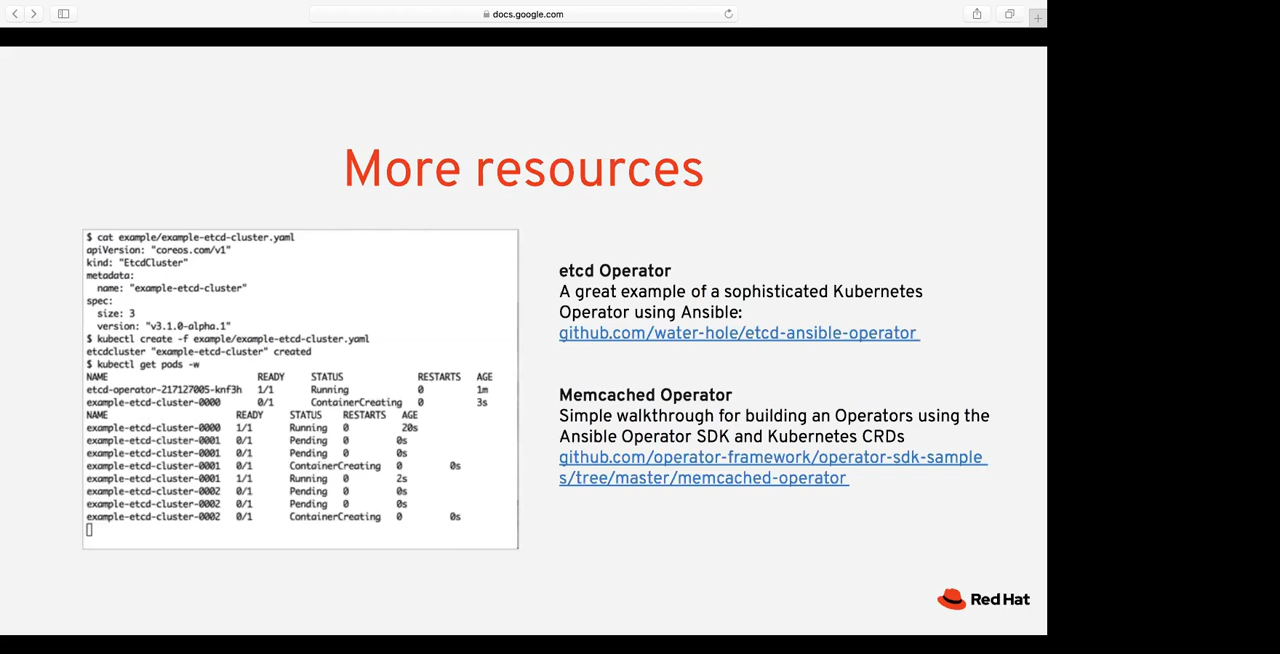 docs.google.com
More resources
$ cat example/example-etcd-cluster.yaml
apiVersion: "coreos.com/v1"
kind: "EtcdCluster"
metadata:
name: "example-etcd-cluster"
spec:
size: 3
version: "v3.1.0-alpha.1"
$ kubectl create -f example/example-etcd-cluster.yaml
etcdcluster "example-etcd-cluster" created
$ kubectl get pods -w
NAME READY STATUS RESTARTS AGE
etcd-operator-217127005-knf3h 1/1 Running 0 1m
example-etcd-cluster-0000 0/1 ContainerCreating 0 3s
NAME READY STATUS RESTARTS AGE
example-etcd-cluster-0000 1/1 Running 0 20s
example-etcd-cluster-0001 0/1 Pending 0 0s
example-etcd-cluster-0001 0/1 Pending 0 0s
example-etcd-cluster-0001 0/1 ContainerCreating 0 0s
example-etcd-cluster-0001 1/1 Running 0 2s
example-etcd-cluster-0002 0/1 Pending 0 0s
example-etcd-cluster-0002 0/1 Pending 0 0s
example-etcd-cluster-0002 0/1 ContainerCreating 0 0s
etcd Operator
A great example of a sophisticated Kubernetes
Operator using Ansible:
github.com/water-hole/etcd-ansible-operator
Memcached Operator
Simple walkthrough for building an Operators using the
Ansible Operator SDK and Kubernetes CRDs
github.com/operator-framework/operator-sdk-sample
s/tree/master/memcached-operator
Red Hat